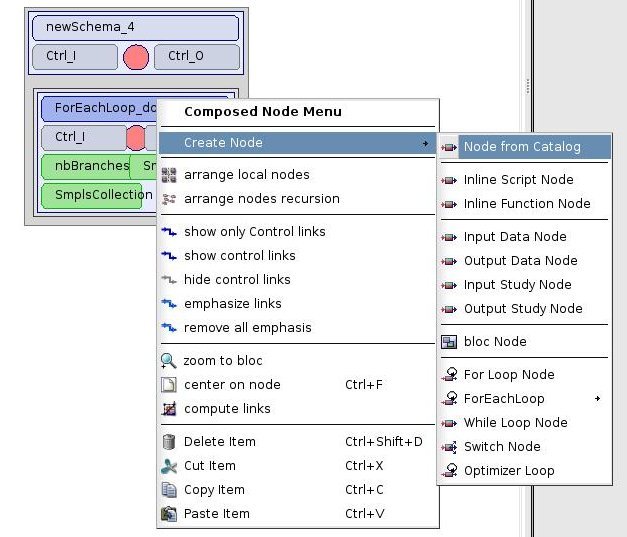 newSchema_4
Ctrl_I Ctrl_O
ForEachLoop_do
Ctrl_I
nbBranches Sm
SmplsCollection
Composed Node Menu
Create Node
arrange local nodes
arrange nodes recursion
show only Control links
show control links
hide control links
emphasize links
remove all emphasis
zoom to bloc
center on node Ctrl+F
compute links
Delete Item Ctrl+Shift+D
Cut Item Ctrl+X
Copy Item Ctrl+C
Paste Item Ctrl+V
Node from Catalog
Inline Script Node
Inline Function Node
Input Data Node
Output Data Node
Input Study Node
Output Study Node
bloc Node
For Loop Node
ForEachLoop
While Loop Node
Switch Node
Optimizer Loop